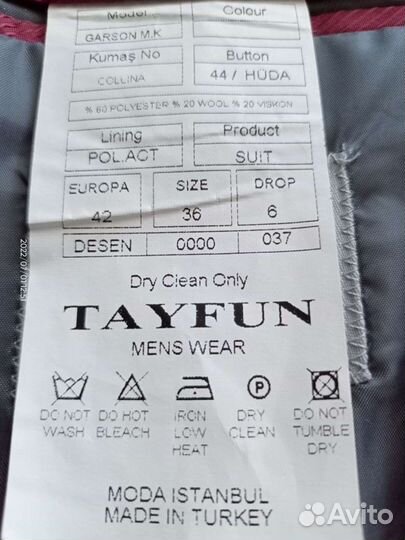 Model Colour
GARSON M.K
Kumaş No Button
COLLINA 44 / HÜDA
% 60 POLYESTER % 20 WOOL % 20 VISKON
Lining Product
POL.ACT SUIT
EUROPA SIZE DROP
42 36 6
DESEN 0000 037
Dry Clean Only
TAYFUN
MENS WEAR
P
DO NOT WASH
DO HOT BLEACH
IRON LOW HEAT
DRY CLEAN
DO NOT TUMBLE DRY
MODA ISTANBUL
MADE IN TURKEY
Avito